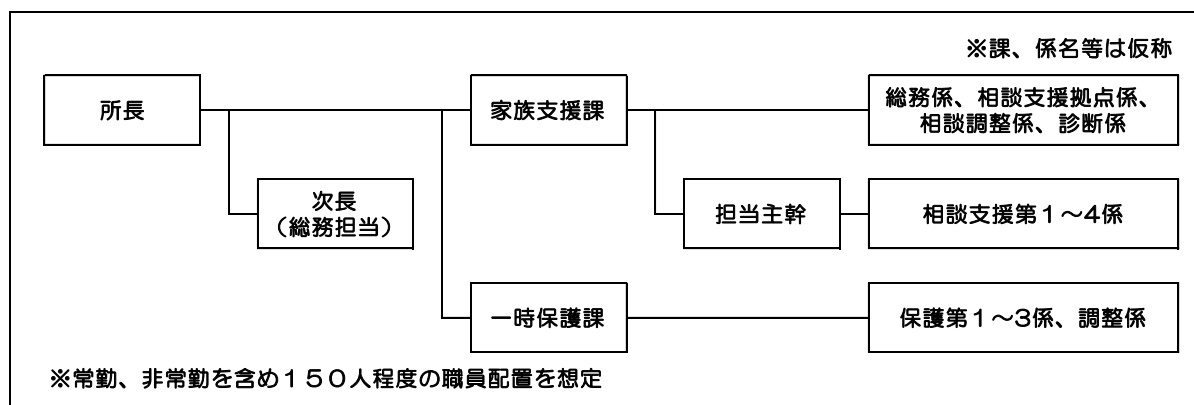 ※課、係名等は仮称
所長
家族支援課
総務係、相談支援拠点係、
相談調整係、診断係
次長
（総務担当）
担当主幹
相談支援第１～４係
一時保護課
保護第１～３係、調整係
※常勤、非常勤を含め１５０人程度の職員配置を想定